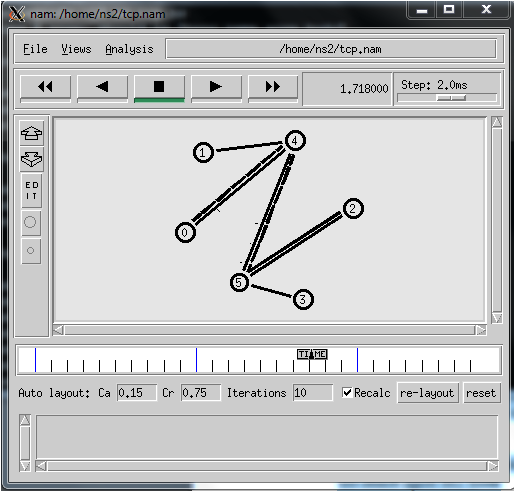 nam: /home/ns2/tcp.nam
File Views Analysis /home/ns2/tcp.nam
1.718000 Step: 2.0ms
ED
IT
1
4
0
2
5
3
TIME
Auto layout: Ca 0.15 Cr 0.75 Iterations 10 Recalc re-layout reset